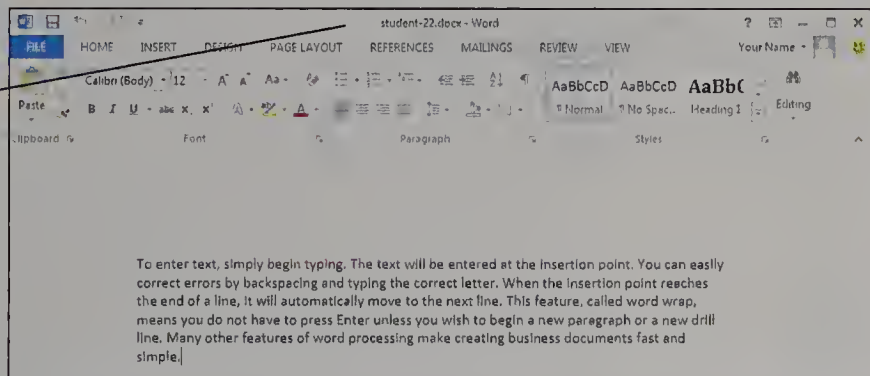 student-22.docx - Word
?
FILE HOME INSERT DESIGN PAGE LAYOUT REFERENCES MAILINGS REVIEW VIEW Your Name
Calibri (Body) 12 A A Aa
AaBbCcD AaBbCcD AaBbC
Paste B I U abc x, x' A
¶ Normal ¶ No Spac... Heading 1 Editing
Clipboard Font Paragraph Styles
To enter text, simply begin typing. The text will be entered at the insertion point. You can easily
correct errors by backspacing and typing the correct letter. When the insertion point reaches
the end of a line, it will automatically move to the next line. This feature, called word wrap,
means you do not have to press Enter unless you wish to begin a new paragraph or a new drill
line. Many other features of word processing make creating business documents fast and
simple.